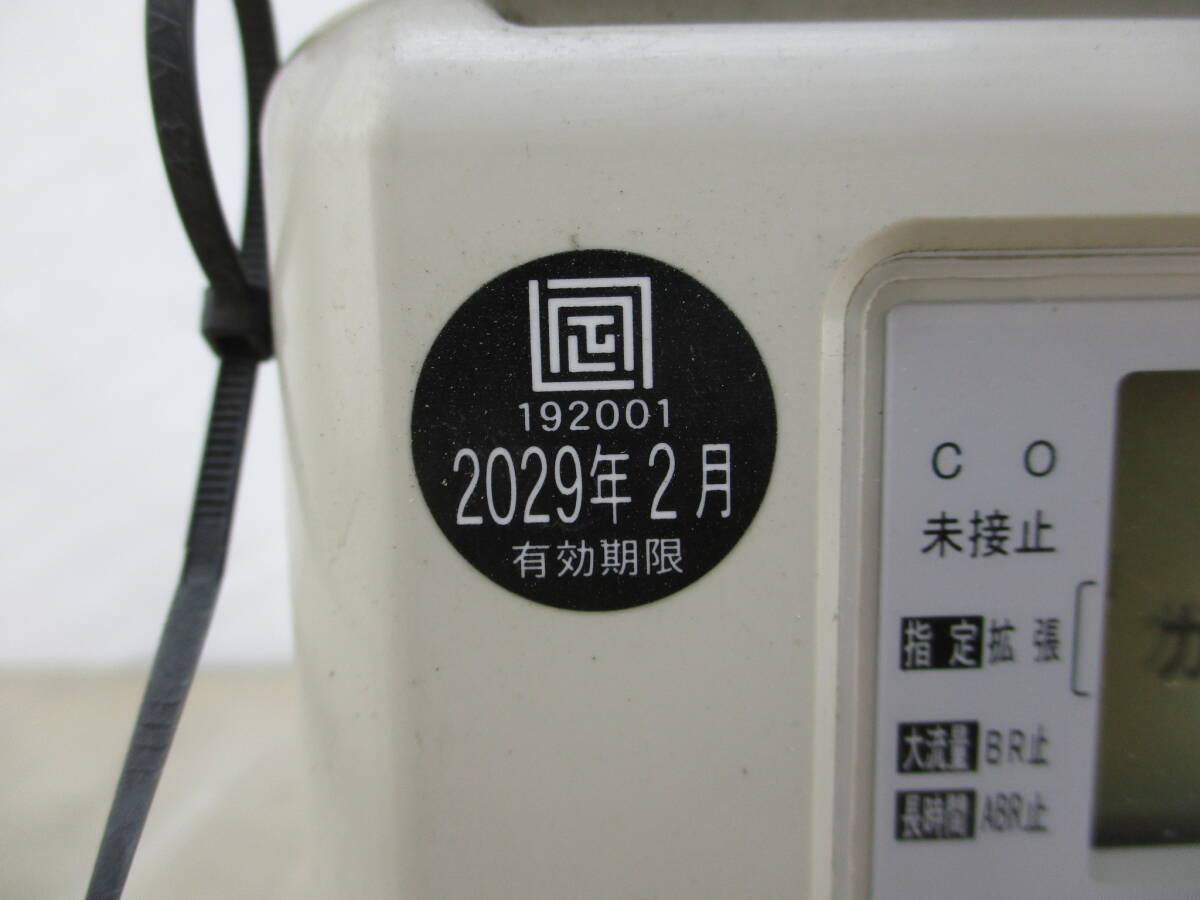 192001
2029年2月
有効期限
C O
未接止
指定 拡張
大流量 BR止
長時間 ABR止